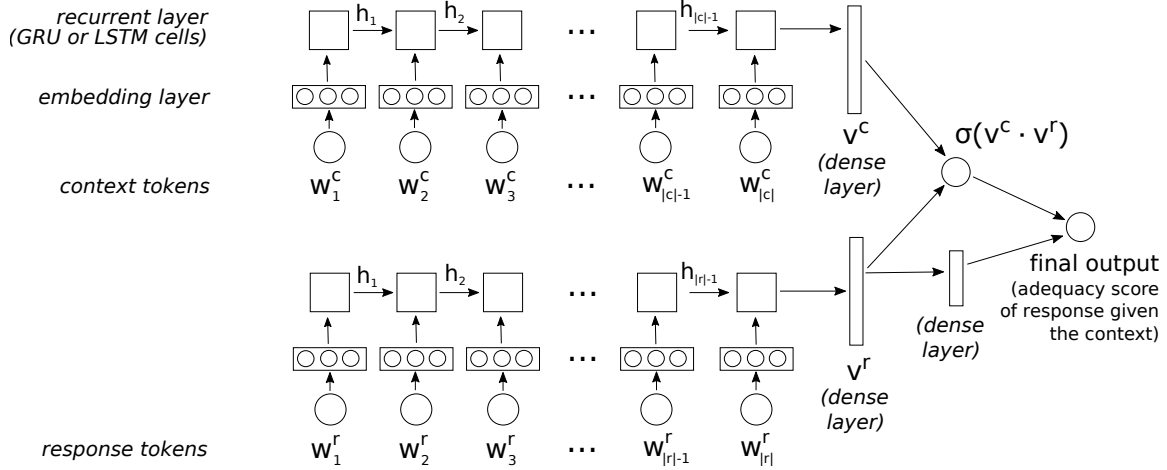 recurrent layer
(GRU or LSTM cells)
h₁ h₂ ... h|c|-1
embedding layer
...
vᶜ
(dense
layer)
σ(vᶜ · vʳ)
context tokens
w₁ᶜ w₂ᶜ w₃ᶜ ... w|c|-1ᶜ w|c|ᶜ
h₁ h₂ ... h|r|-1
final output
(adequacy score
of response given
the context)
(dense
layer)
...
vʳ
(dense
layer)
response tokens
w₁ʳ w₂ʳ w₃ʳ ... w|r|-1ʳ w|r|ʳ